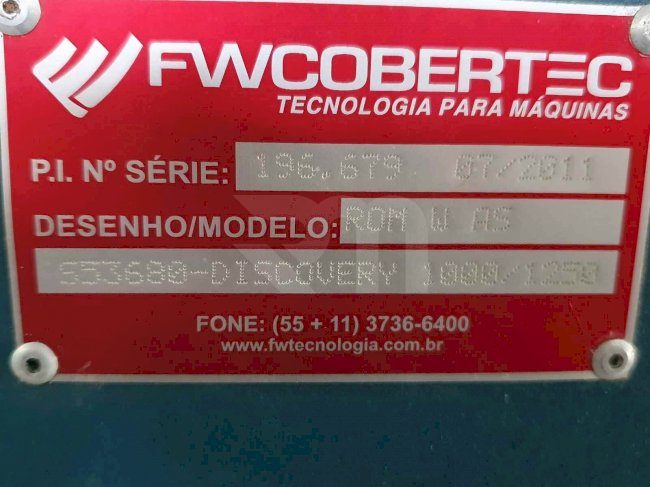 FWCOBERTEC
TECNOLOGIA PARA MÁQUINAS
P.I. Nº SÉRIE: 196.679 07/2011
DESENHO/MODELO: ROM W AS
S53680-DISCOVERY 1000/1250
FONE: (55 + 11) 3736-6400
www.fwtecnologia.com.br